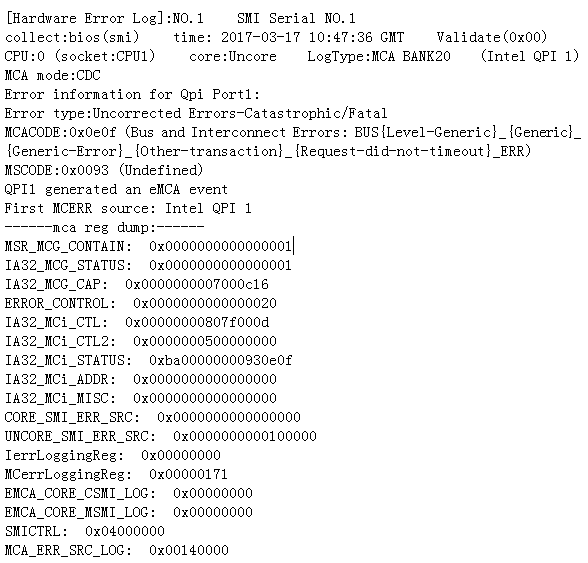 [Hardware Error Log]:NO.1    SMI Serial NO.1
collect:bios(smi)    time: 2017-03-17 10:47:36 GMT    Validate(0x00)
CPU:0 (socket:CPU1)    core:Uncore    LogType:MCA BANK20    (Intel QPI 1)
MCA mode:CDC
Error information for Qpi Port1:
Error type:Uncorrected Errors-Catastrophic/Fatal
MCACODE:0x0e0f (Bus and Interconnect Errors: BUS{Level-Generic}_{Generic}_
{Generic-Error}_{Other-transaction}_{Request-did-not-timeout}_ERR)
MSCODE:0x0093 (Undefined)
QPI1 generated an eMCA event
First MCERR source: Intel QPI 1
------mca reg dump:------
MSR_MCG_CONTAIN:  0x0000000000000001
IA32_MCG_STATUS:  0x0000000000000001
IA32_MCG_CAP:  0x0000000007000c16
ERROR_CONTROL:  0x0000000000000020
IA32_MCi_CTL:  0x00000000807f000d
IA32_MCi_CTL2:  0x0000000500000000
IA32_MCi_STATUS:  0xba00000000930e0f
IA32_MCi_ADDR:  0x0000000000000000
IA32_MCi_MISC:  0x0000000000000000
CORE_SMI_ERR_SRC:  0x0000000000000000
UNCORE_SMI_ERR_SRC:  0x0000000000100000
IerrLoggingReg:  0x00000000
MCerrLoggingReg:  0x00000171
EMCA_CORE_CSMI_LOG:  0x00000000
EMCA_CORE_MSMI_LOG:  0x00000000
SMICTRL:  0x04000000
MCA_ERR_SRC_LOG:  0x00140000